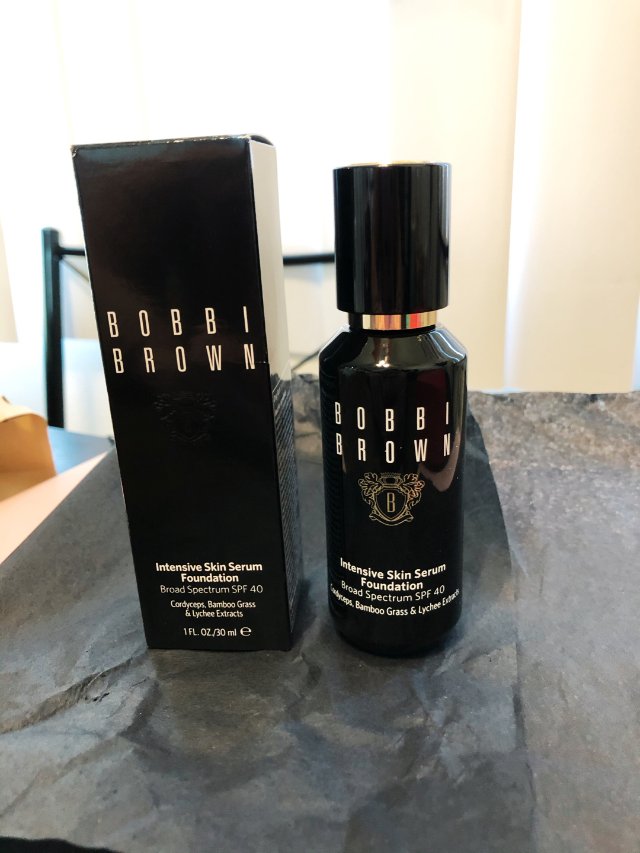 BOBBI
BROWN
Intensive Skin Serum
Foundation
Broad Spectrum SPF 40
Cordyceps, Bamboo Grass
& Lychee Extracts
1 FL. OZ./30 ml ℮
BOBBI
BROWN
B
Intensive Skin Serum
Foundation
Broad Spectrum SPF 40
Cordyceps, Bamboo Grass & Lychee Extracts